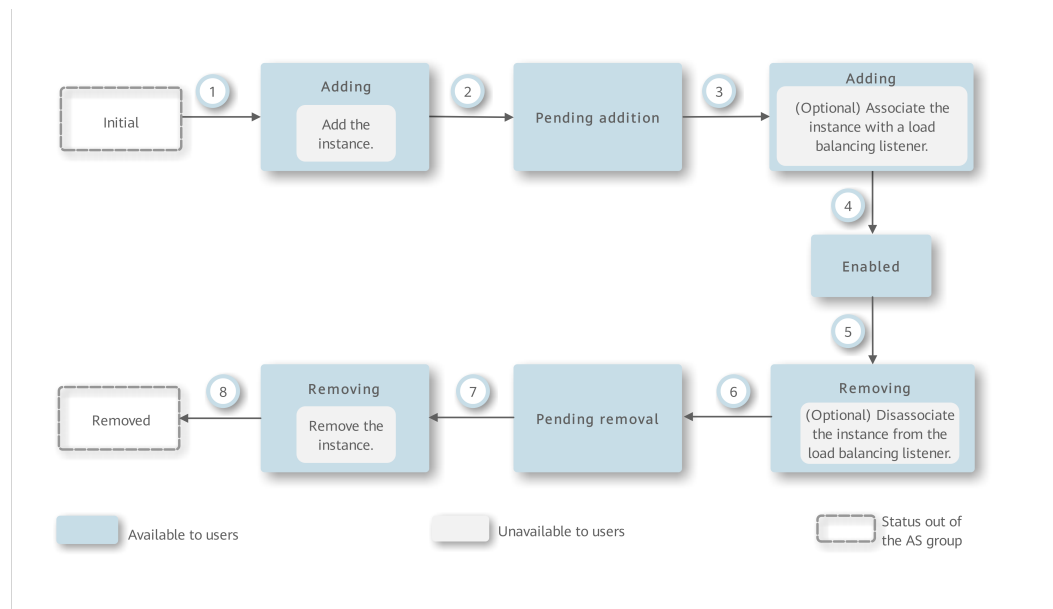 Initial
1
Adding
Add the
instance.
2
Pending addition
3
Adding
(Optional) Associate the
instance with a load
balancing listener.
4
Enabled
5
Removing
(Optional) Disassociate
the instance from the
load balancing listener.
6
Pending removal
7
Removing
Remove the
instance.
8
Removed
Available to users
Unavailable to users
Status out of
the AS group